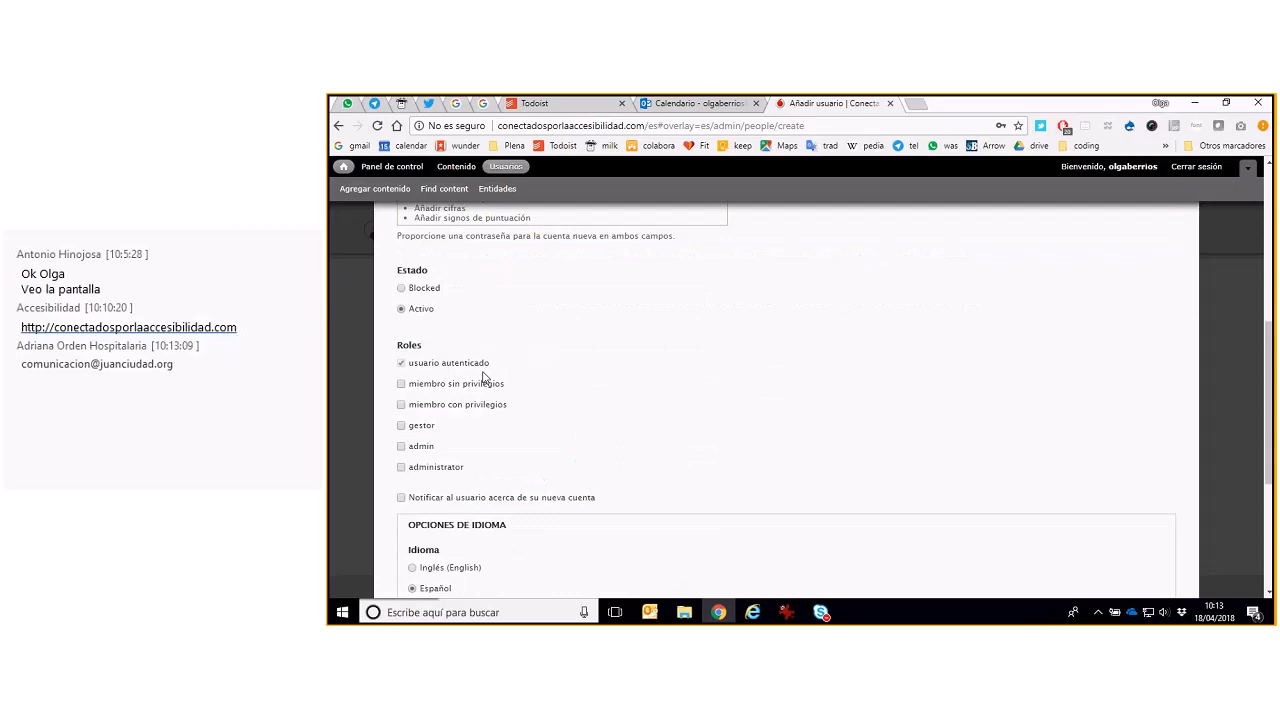 Antonio Hinojosa [10:5:28 ]
Ok Olga
Veo la pantalla
Accesibilidad [10:10:20 ]
http://conectadosporlaaccesibilidad.com
Adriana Orden Hospitalaria [10:13:09 ]
comunicacion@juanciudad.org
Todoist
Calendario - olgaberrios
Añadir usuario | Conecta
Olga
No es seguro
conectadosporlaaccesibilidad.com/es#overlay=es/admin/people/create
gmail calendar wunder Plena Todoist milk colabora Fit keep Maps trad pedia tel was Arrow drive coding » Otros marcadores
Panel de control Contenido Usuarios Bienvenido, olgaberrios Cerrar sesión
Agregar contenido Find content Entidades
• Añadir cifras
• Añadir signos de puntuación
Proporcione una contraseña para la cuenta nueva en ambos campos.
Estado
Blocked
Activo
Roles
usuario autenticado
miembro sin privilegios
miembro con privilegios
gestor
admin
administrator
Notificar al usuario acerca de su nueva cuenta
OPCIONES DE IDIOMA
Idioma
Inglés (English)
Español
Escribe aquí para buscar
10:13
18/04/2018